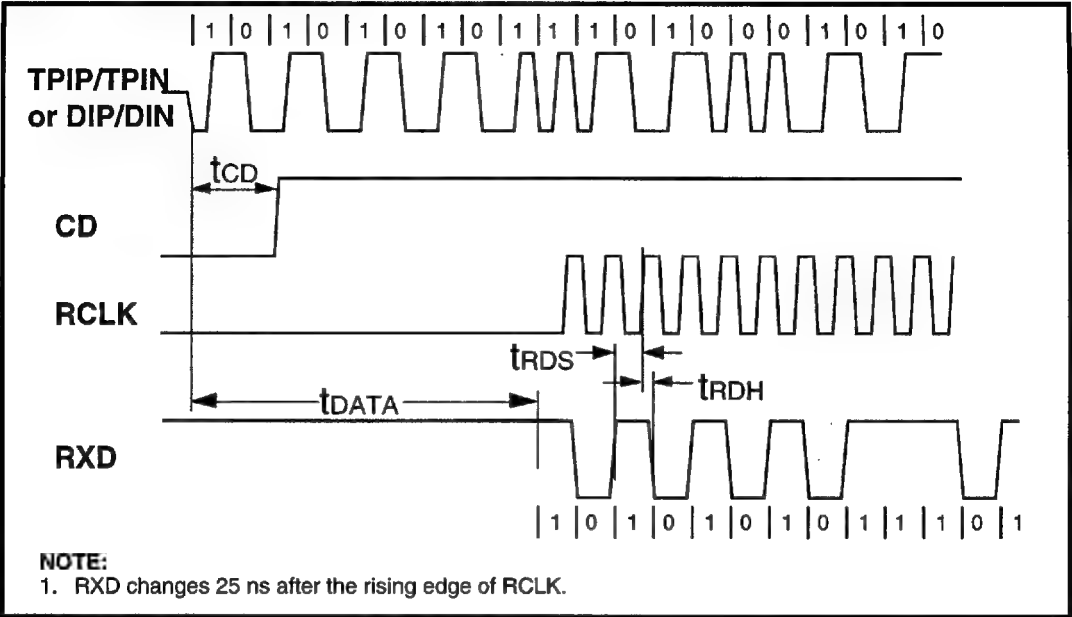 1 0 1 0 1 0 1 0 1 1 1 0 1 0 0 0 1 0 1 0
TPIP/TPIN
or DIP/DIN
tCD
CD
RCLK
tRDS
tRDH
tDATA
RXD
1 0 1 0 1 0 1 0 1 1 1 0 1
NOTE:
1. RXD changes 25 ns after the rising edge of RCLK.